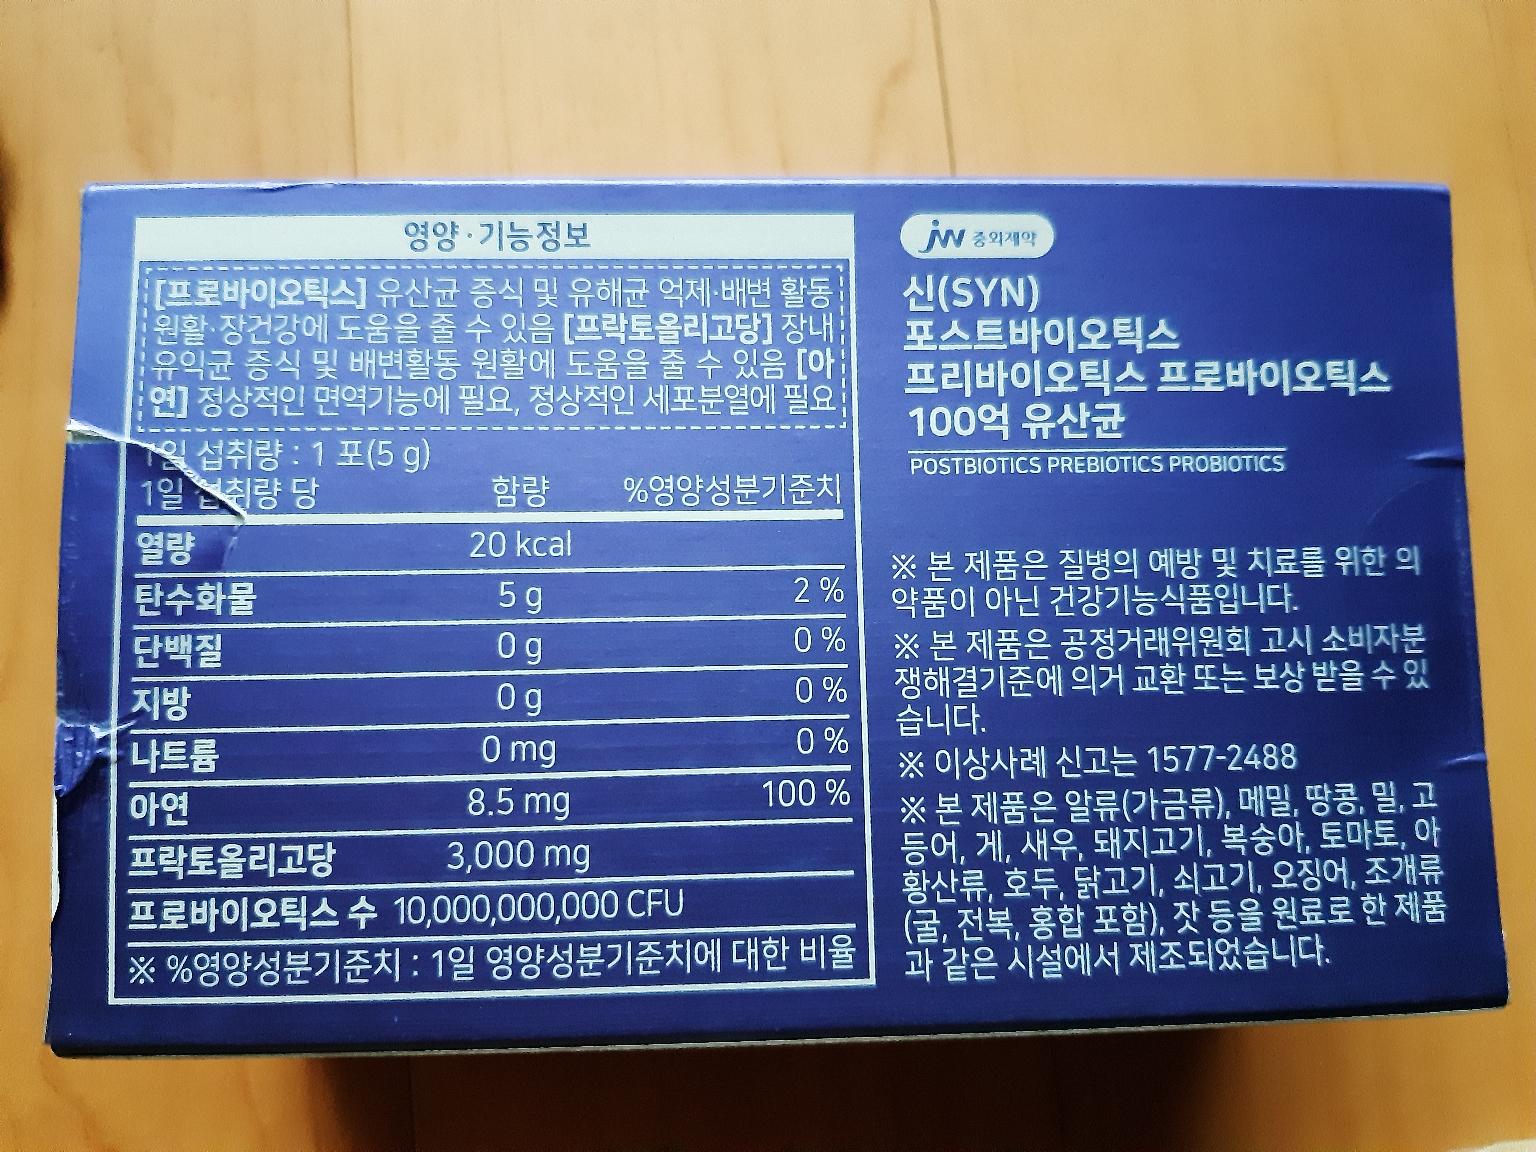 영양·기능정보
[프로바이오틱스] 유산균 증식 및 유해균 억제·배변 활동
원활·장건강에 도움을 줄 수 있음 [프락토올리고당] 장내
유익균 증식 및 배변활동 원활에 도움을 줄 수 있음 [아
연] 정상적인 면역기능에 필요, 정상적인 세포분열에 필요
1일 섭취량 : 1 포(5 g)
1일 섭취량 당 함량 %영양성분기준치
열량 20 kcal
탄수화물 5 g 2 %
단백질 0 g 0 %
지방 0 g 0 %
나트륨 0 mg 0 %
아연 8.5 mg 100 %
프락토올리고당 3,000 mg
프로바이오틱스 수 10,000,000,000 CFU
※ %영양성분기준치 : 1일 영양성분기준치에 대한 비율
jw 중외제약
신(SYN)
포스트바이오틱스
프리바이오틱스 프로바이오틱스
100억 유산균
POSTBIOTICS PREBIOTICS PROBIOTICS
※ 본 제품은 질병의 예방 및 치료를 위한 의
약품이 아닌 건강기능식품입니다.
※ 본 제품은 공정거래위원회 고시 소비자분
쟁해결기준에 의거 교환 또는 보상 받을 수 있
습니다.
※ 이상사례 신고는 1577-2488
※ 본 제품은 알류(가금류), 메밀, 땅콩, 밀, 고
등어, 게, 새우, 돼지고기, 복숭아, 토마토, 아
황산류, 호두, 닭고기, 쇠고기, 오징어, 조개류
(굴, 전복, 홍합 포함), 잣 등을 원료로 한 제품
과 같은 시설에서 제조되었습니다.